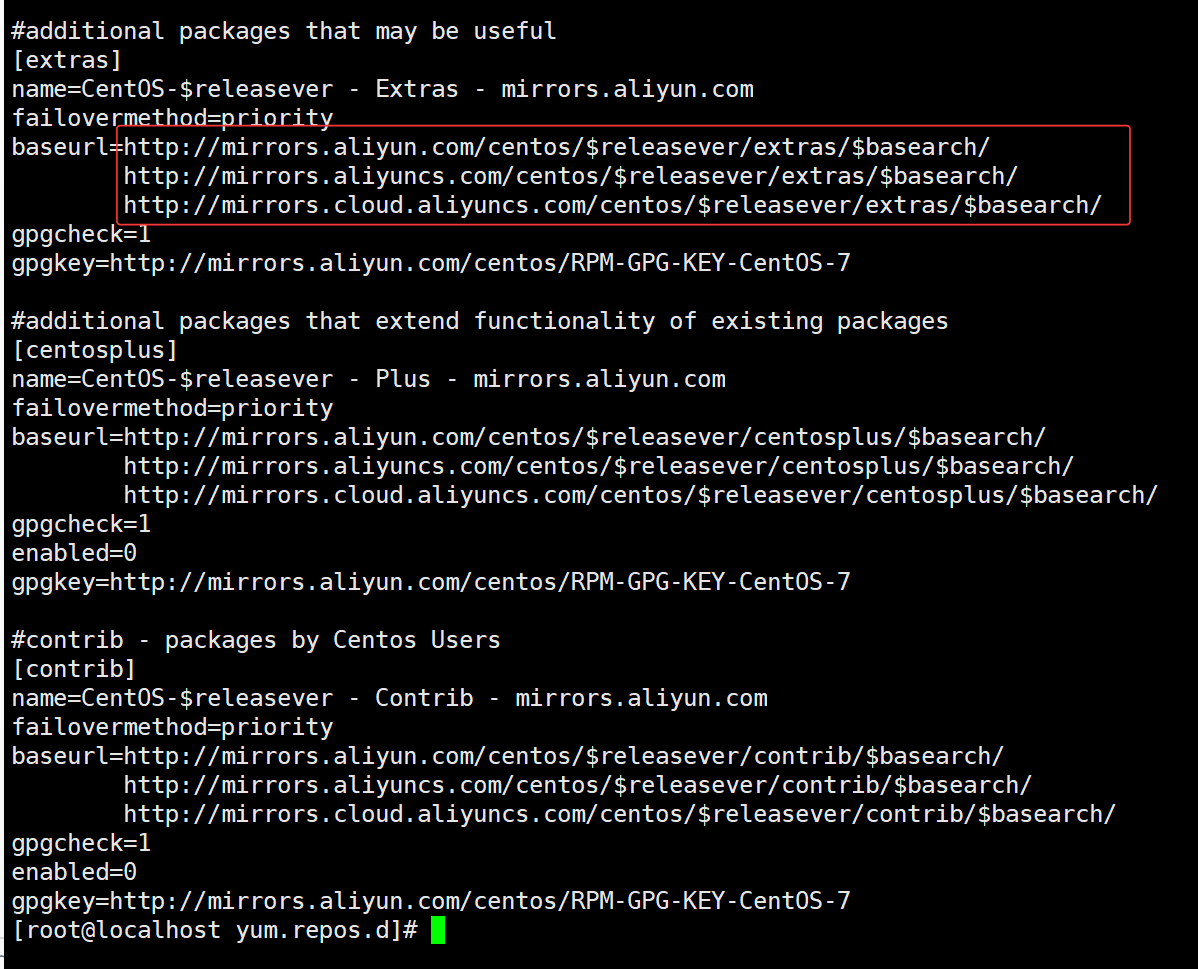 #additional packages that may be useful
[extras]
name=CentOS-$releasever - Extras - mirrors.aliyun.com
failovermethod=priority
baseurl=http://mirrors.aliyun.com/centos/$releasever/extras/$basearch/
        http://mirrors.aliyuncs.com/centos/$releasever/extras/$basearch/
        http://mirrors.cloud.aliyuncs.com/centos/$releasever/extras/$basearch/
gpgcheck=1
gpgkey=http://mirrors.aliyun.com/centos/RPM-GPG-KEY-CentOS-7

#additional packages that extend functionality of existing packages
[centosplus]
name=CentOS-$releasever - Plus - mirrors.aliyun.com
failovermethod=priority
baseurl=http://mirrors.aliyun.com/centos/$releasever/centosplus/$basearch/
        http://mirrors.aliyuncs.com/centos/$releasever/centosplus/$basearch/
        http://mirrors.cloud.aliyuncs.com/centos/$releasever/centosplus/$basearch/
gpgcheck=1
enabled=0
gpgkey=http://mirrors.aliyun.com/centos/RPM-GPG-KEY-CentOS-7

#contrib - packages by Centos Users
[contrib]
name=CentOS-$releasever - Contrib - mirrors.aliyun.com
failovermethod=priority
baseurl=http://mirrors.aliyun.com/centos/$releasever/contrib/$basearch/
        http://mirrors.aliyuncs.com/centos/$releasever/contrib/$basearch/
        http://mirrors.cloud.aliyuncs.com/centos/$releasever/contrib/$basearch/
gpgcheck=1
enabled=0
gpgkey=http://mirrors.aliyun.com/centos/RPM-GPG-KEY-CentOS-7
[root@localhost yum.repos.d]#